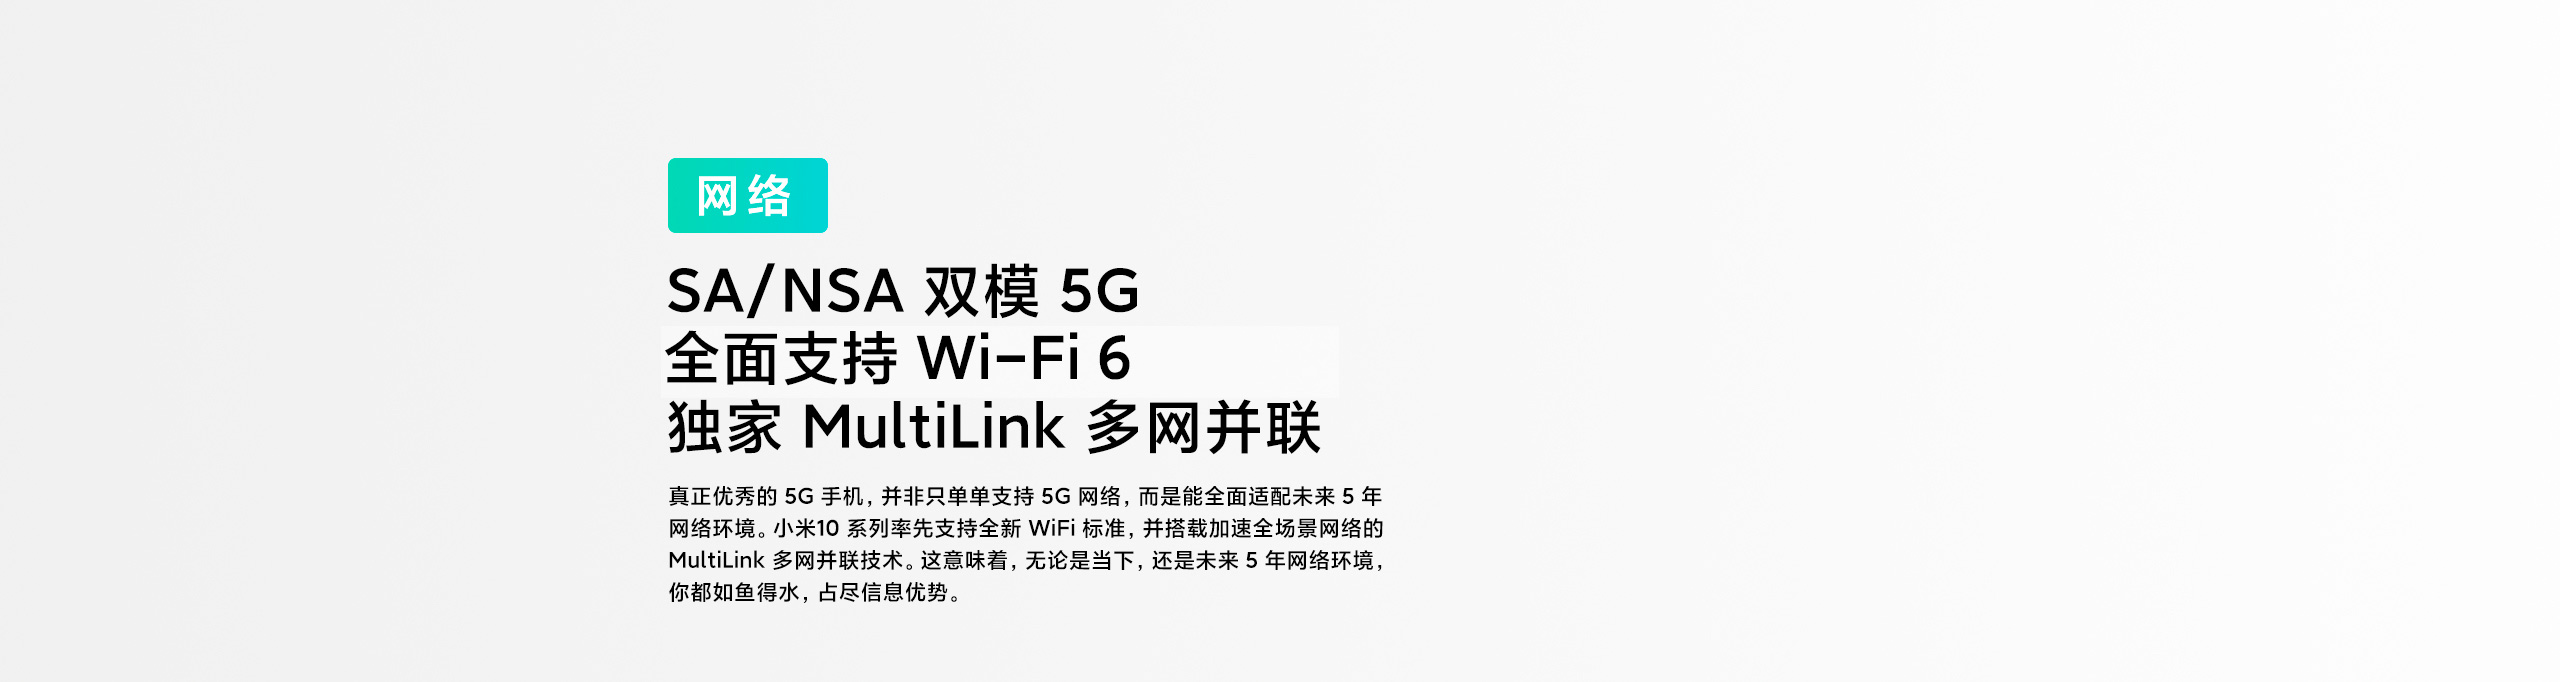 网络
SA/NSA 双模 5G
全面支持 Wi-Fi 6
独家 MultiLink 多网并联
真正优秀的 5G 手机，并非只单单支持 5G 网络，而是能全面适配未来 5 年
网络环境。小米10 系列率先支持全新 WiFi 标准，并搭载加速全场景网络的
MultiLink 多网并联技术。这意味着，无论是当下，还是未来 5 年网络环境，
你都如鱼得水，占尽信息优势。